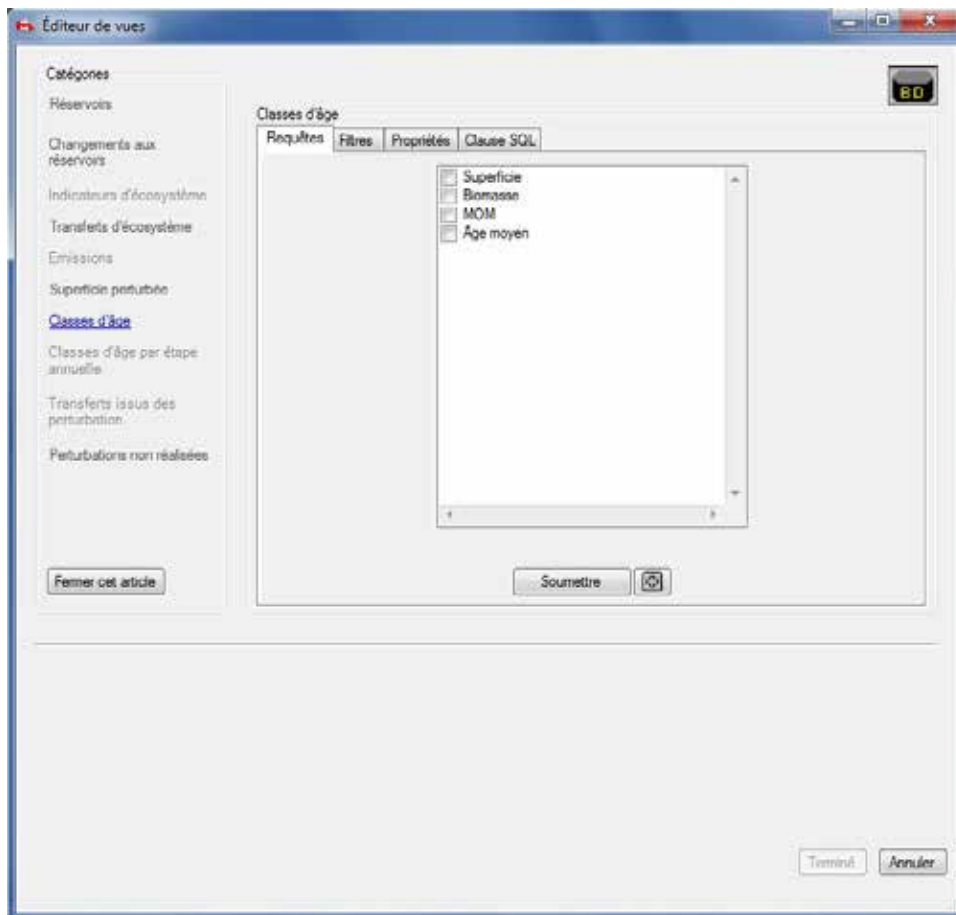 Éditeur de vues
Catégories
BD
Réservoirs
Changements aux
réservoirs
Indicateurs d'écosystème
Transferts d'écosystème
Emissions
Superficie perturbée
Classes d'âge
Classes d'âge par étape
annuelle
Transferts issus des
perturbation
Perturbations non réalisées
Fermer cet article
Classes d'âge
Requêtes
Filtres
Propriétés
Clause SQL
Superficie
Biomasse
MOM
Âge moyen
Soumettre
Terminé
Annuler